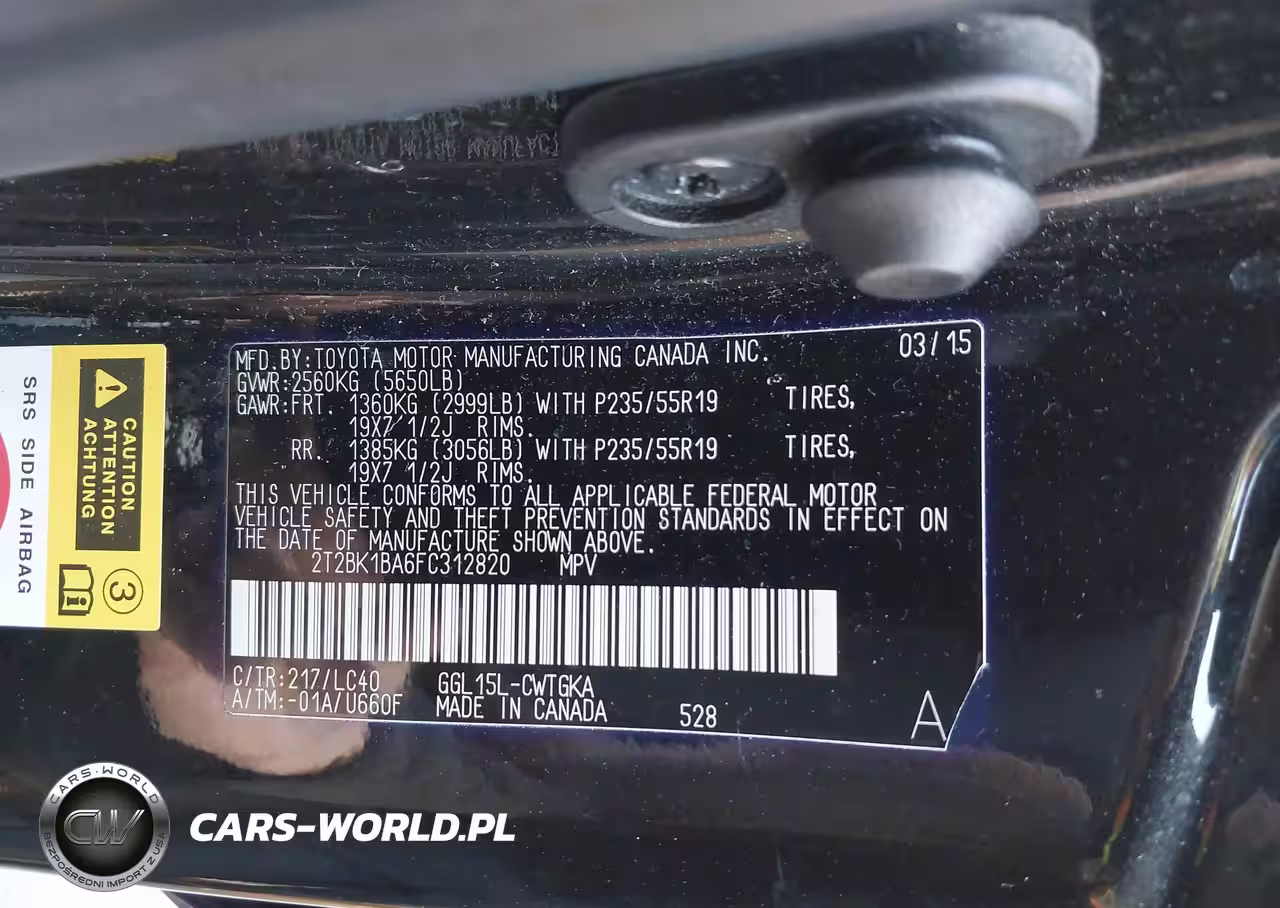 MFD.BY:TOYOTA MOTOR MANUFACTURING CANADA INC. 03/15
GVWR:2560KG (5650LB)
GAWR:FRT. 1360KG (2999LB) WITH P235/55R19 TIRES,
19X7 1/2J RIMS.
RR. 1385KG (3056LB) WITH P235/55R19 TIRES,
19X7 1/2J RIMS.
THIS VEHICLE CONFORMS TO ALL APPLICABLE FEDERAL MOTOR
VEHICLE SAFETY AND THEFT PREVENTION STANDARDS IN EFFECT ON
THE DATE OF MANUFACTURE SHOWN ABOVE.
2T2BK1BA6FC312820 MPV
C/TR:217/LC40 GGL15L-CWTGKA
A/TM:-01A/U660F MADE IN CANADA 528 A
CAUTION
ATTENTION
ACHTUNG
3
SRS SIDE AIRBAG
CARS-WORLD
CW
BEZPOŚREDNI IMPORT Z USA
CARS-WORLD.PL